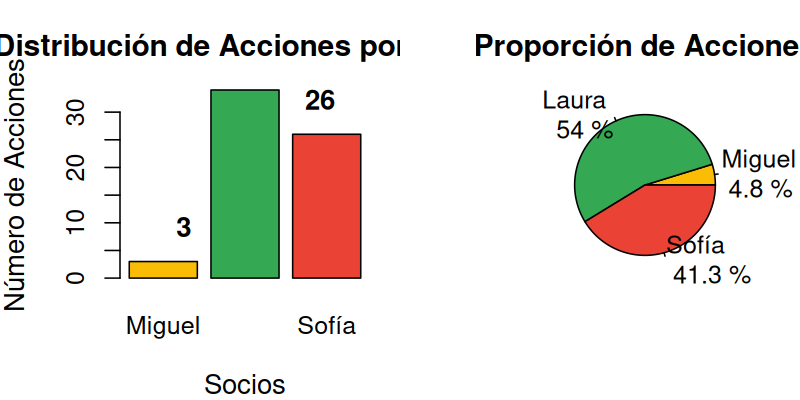 Distribución de Acciones por
Número de Acciones
30
20
10
0
3
26
Miguel
Sofía
Socios
Proporción de Accione
Laura
54 %
Miguel
4.8 %
Sofía
41.3 %